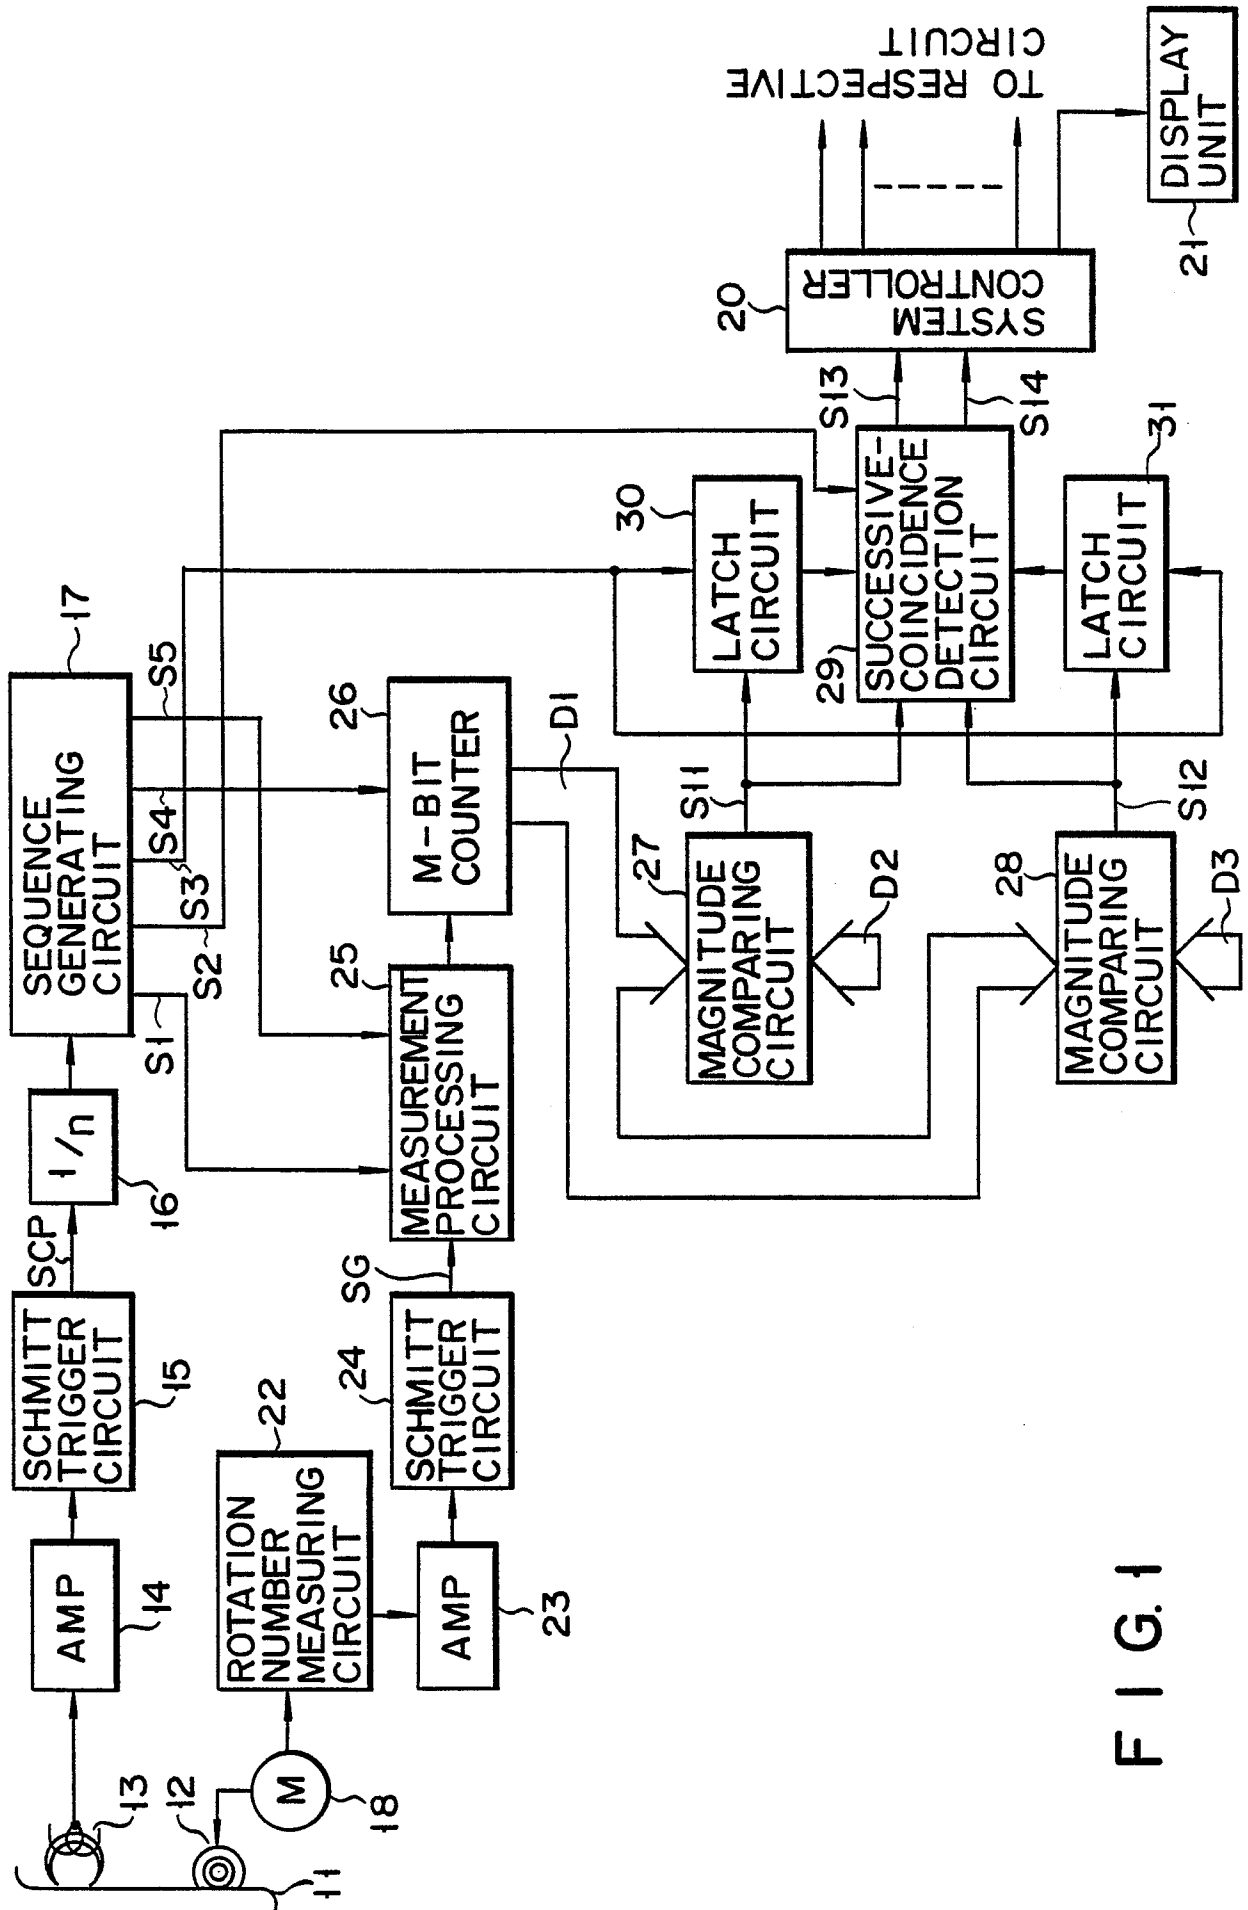 13
AMP
14
SCHMITT
TRIGGER
CIRCUIT
15
SCP
1/n
16
SEQUENCE
GENERATING
CIRCUIT
17
S1
S2
S3
S4
S5
11
12
M
18
ROTATION
NUMBER
MEASURING
CIRCUIT
22
AMP
23
SCHMITT
TRIGGER
CIRCUIT
24
SG
MEASUREMENT
PROCESSING
CIRCUIT
25
M-BIT
COUNTER
26
D1
MAGNITUDE
COMPARING
CIRCUIT
27
D2
S11
LATCH
CIRCUIT
30
SUCCESSIVE-
COINCIDENCE
DETECTION
CIRCUIT
29
S13
S14
MAGNITUDE
COMPARING
CIRCUIT
28
D3
S12
LATCH
CIRCUIT
31
SYSTEM
CONTROLLER
20
TO RESPECTIVE
CIRCUIT
DISPLAY
UNIT
21
FIG. 1